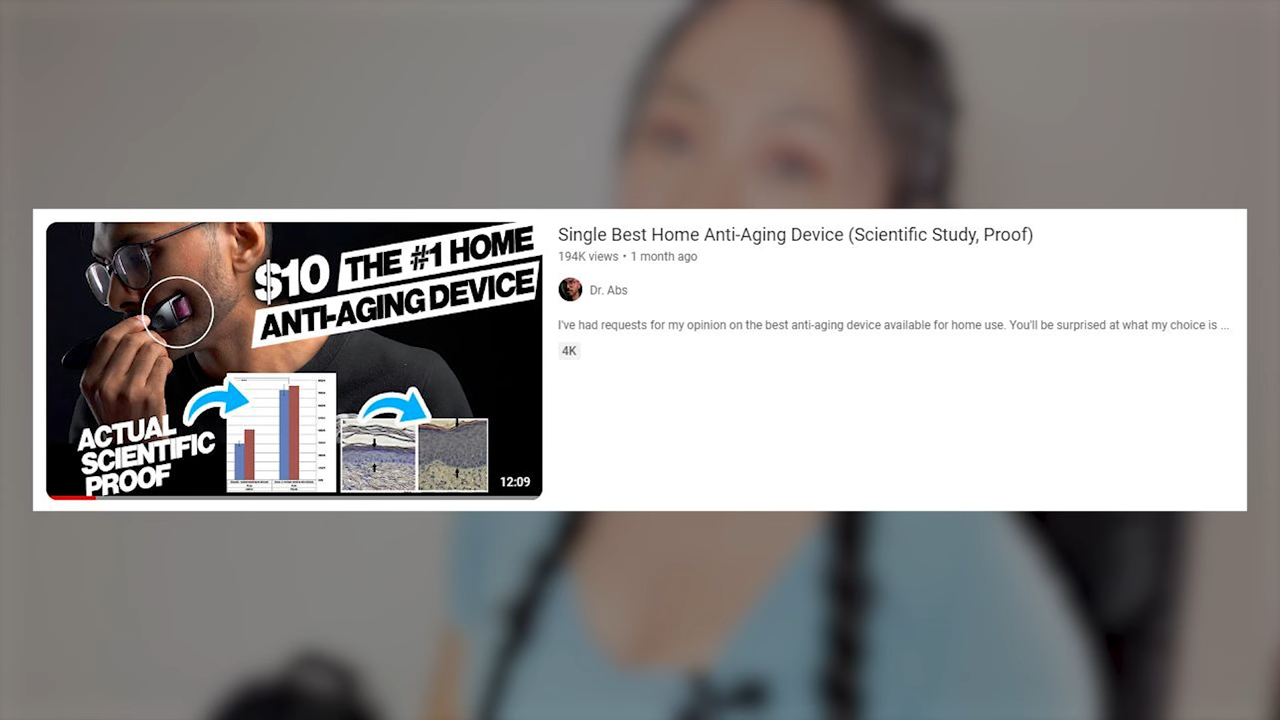 $10 THE #1 HOME
ANTI-AGING DEVICE
ACTUAL
SCIENTIFIC
PROOF
12:09
Single Best Home Anti-Aging Device (Scientific Study, Proof)
194K views • 1 month ago
Dr. Abs
I've had requests for my opinion on the best anti-aging device available for home use. You'll be surprised at what my choice is ...
4K